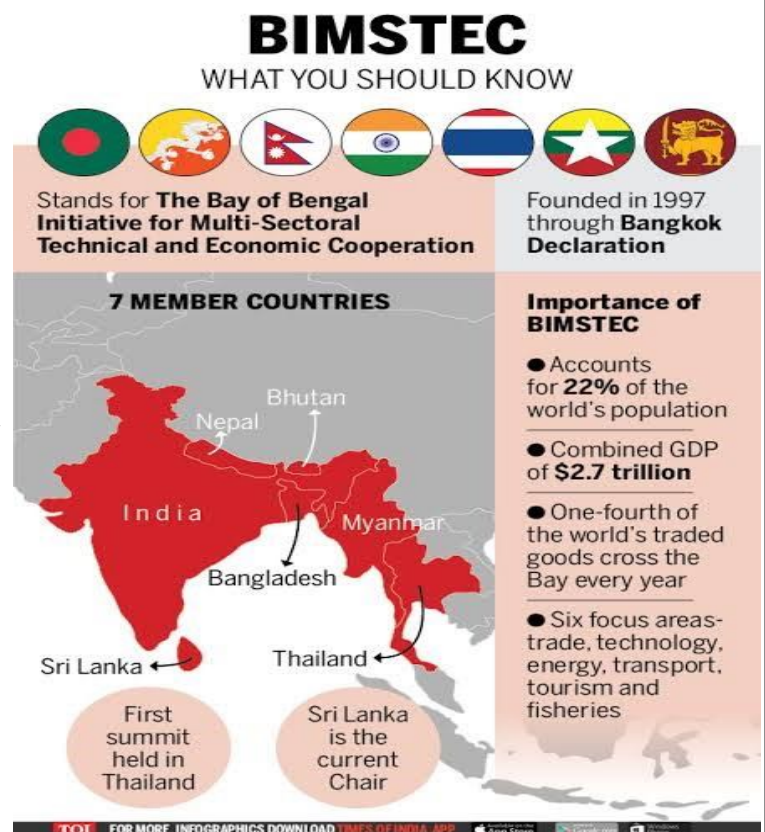 BIMSTEC
WHAT YOU SHOULD KNOW
Stands for The Bay of Bengal
Initiative for Multi-Sectoral
Technical and Economic Cooperation
Founded in 1997
through Bangkok
Declaration
7 MEMBER COUNTRIES
Bhutan
Nepal
India
Myanmar
Bangladesh
Sri Lanka
Thailand
First
summit
held in
Thailand
Sri Lanka
is the
current
Chair
Importance of
BIMSTEC
● Accounts
for 22% of the
world's population
● Combined GDP
of $2.7 trillion
● One-fourth of
the world's traded
goods cross the
Bay every year
● Six focus areas-
trade, technology,
energy, transport,
tourism and
fisheries
TOI FOR MORE INFOGRAPHICS DOWNLOAD TIMES OF INDIA APP